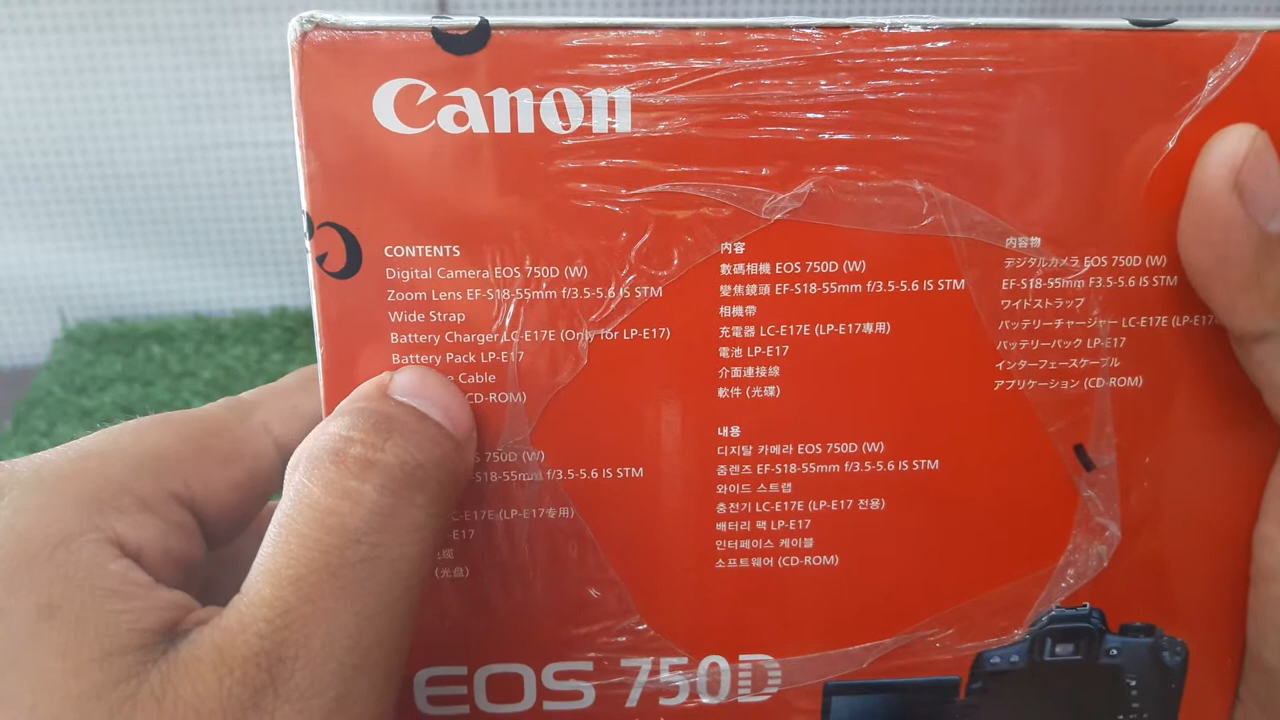 Canon
CONTENTS
Digital Camera EOS 750D (W)
Zoom Lens EF-S18-55mm f/3.5-5.6 IS STM
Wide Strap
Battery Charger LC-E17E (Only for LP-E17)
Battery Pack LP-E17
Cable
(CD-ROM)
750D (W)
-S18-55mm f/3.5-5.6 IS STM
LC-E17E (LP-E17专用)
-E17
缆
(光盘)
内容
數碼相機 EOS 750D (W)
變焦鏡頭 EF-S18-55mm f/3.5-5.6 IS STM
相機帶
充電器 LC-E17E (LP-E17專用)
電池 LP-E17
介面連接線
軟件 (光碟)
내용
디지탈 카메라 EOS 750D (W)
줌렌즈 EF-S18-55mm f/3.5-5.6 IS STM
와이드 스트랩
충전기 LC-E17E (LP-E17 전용)
배터리 팩 LP-E17
인터페이스 케이블
소프트웨어 (CD-ROM)
内容物
デジタルカメラ EOS 750D (W)
EF-S18-55mm F3.5-5.6 IS STM
ワイドストラップ
バッテリーチャージャー LC-E17E (LP-E17
バッテリーパック LP-E17
インターフェースケーブル
アプリケーション (CD-ROM)
EOS 750D